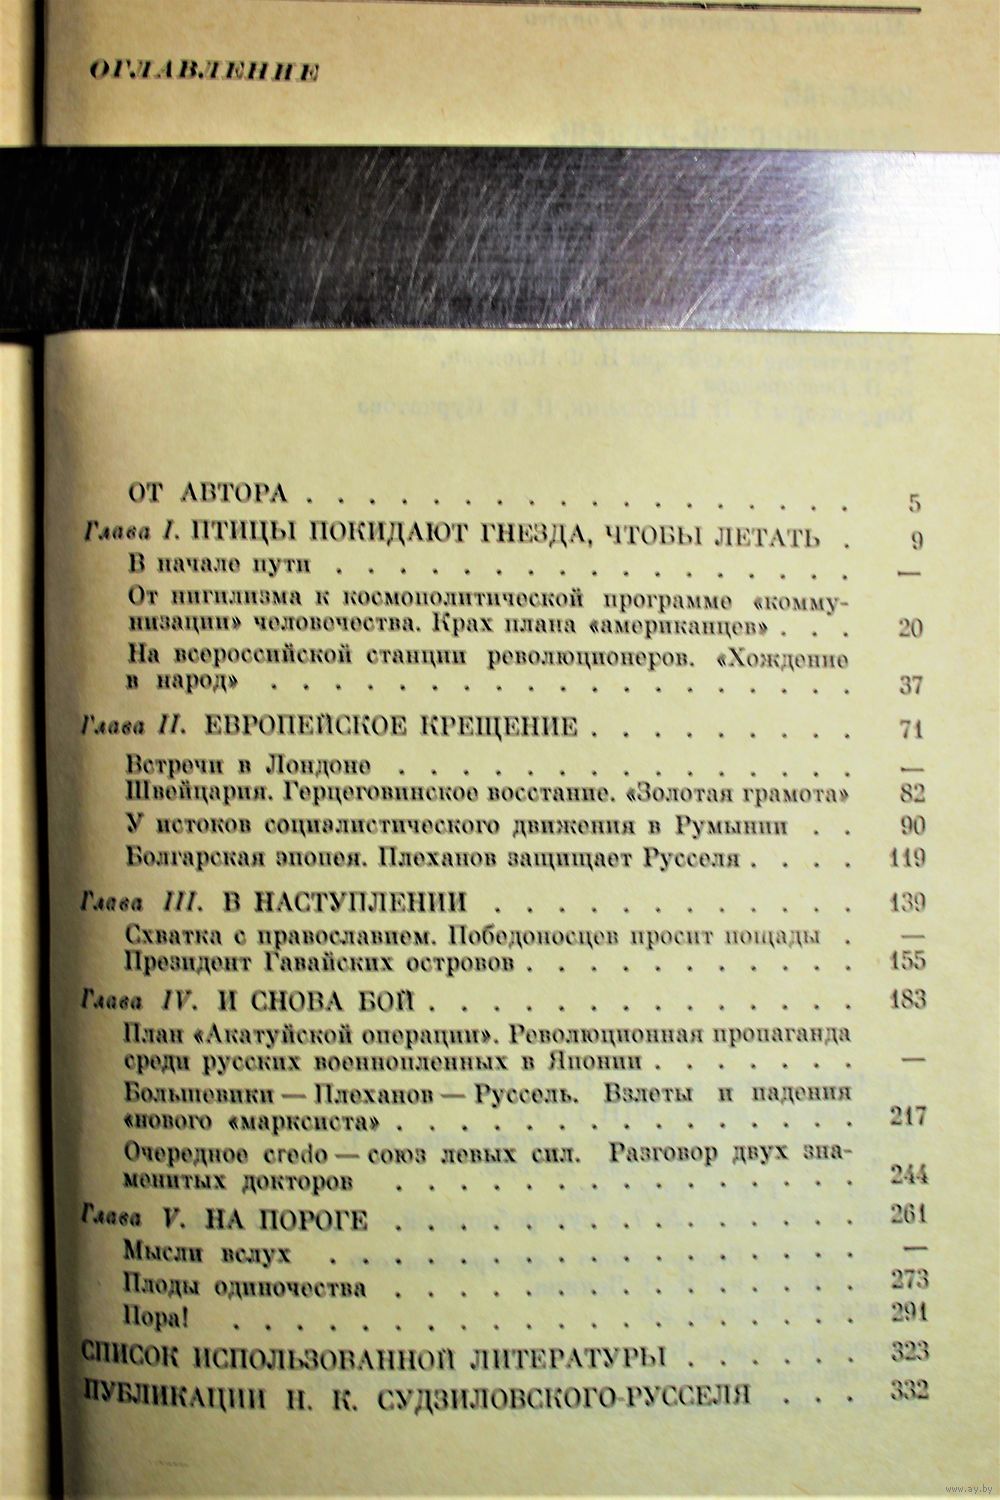 ОГЛАВЛЕНИЕ
ОТ АВТОРА . . . . . . . . . . . . . . . . . 5
Глава I. ПТИЦЫ ПОКИДАЮТ ГНЕЗДА, ЧТОБЫ ЛЕТАТЬ . 9
В начале пути . . . . . . . . . . . . . . . . —
От нигилизма к космополитической программе «комму-
низации» человечества. Крах плана «американцев» . . . 20
На всероссийской станции революционеров. «Хождение
в народ» . . . . . . . . . . . . . . . . . . 37
Глава II. ЕВРОПЕЙСКОЕ КРЕЩЕНИЕ . . . . . . . . . 71
Встречи в Лондоне . . . . . . . . . . . . . . . —
Швейцария. Герцеговинское восстание. «Золотая грамота» 82
У истоков социалистического движения в Румынии . . 90
Болгарская эпопея. Плеханов защищает Русселя . . . . 119
Глава III. В НАСТУПЛЕНИИ . . . . . . . . . . . . 139
Схватка с православием. Победоносцев просит пощады . —
Президент Гавайских островов . . . . . . . . . . . 155
Глава IV. И СНОВА БОЙ . . . . . . . . . . . . . . 183
План «Акатуйской операции». Революционная пропаганда
среди русских военнопленных в Японии . . . . . . . —
Большевики — Плеханов — Руссель. Взлеты и падения
«нового «марксиста» . . . . . . . . . . . . . . . 217
Очередное credo — союз левых сил. Разговор двух зна-
менитых докторов . . . . . . . . . . . . . . . 244
Глава V. НА ПОРОГЕ . . . . . . . . . . . . . . . 261
Мысли вслух . . . . . . . . . . . . . . . . . —
Плоды одиночества . . . . . . . . . . . . . . . 273
Пора! . . . . . . . . . . . . . . . . . . . . 291
СПИСОК ИСПОЛЬЗОВАННОЙ ЛИТЕРАТУРЫ . . . . . . 323
ПУБЛИКАЦИИ Н. К. СУДЗИЛОВСКОГО-РУССЕЛЯ . . . 332
www.ay.by